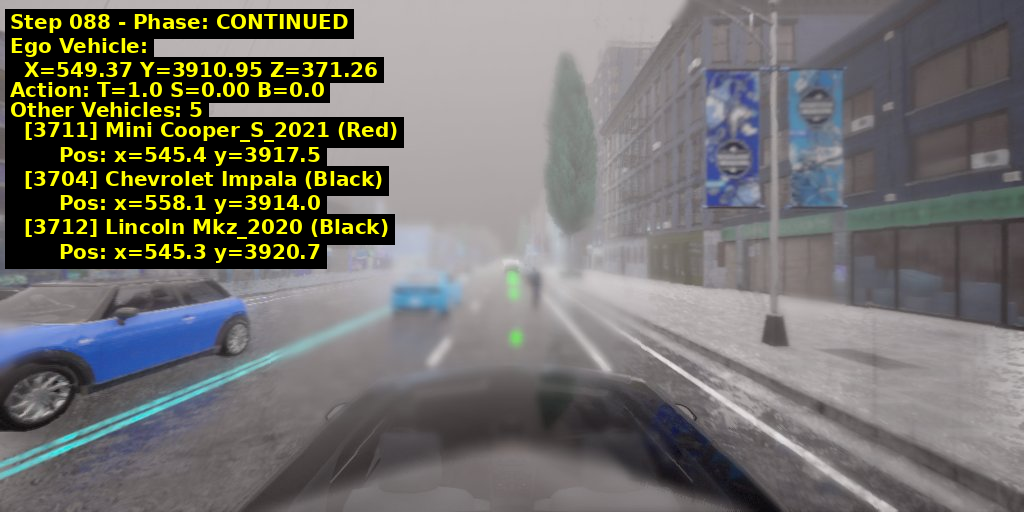 Step 088 - Phase: CONTINUED
Ego Vehicle:
X=549.37 Y=3910.95 Z=371.26
Action: T=1.0 S=0.00 B=0.0
Other Vehicles: 5
[3711] Mini Cooper_S_2021 (Red)
Pos: x=545.4 y=3917.5
[3704] Chevrolet Impala (Black)
Pos: x=558.1 y=3914.0
[3712] Lincoln Mkz_2020 (Black)
Pos: x=545.3 y=3920.7